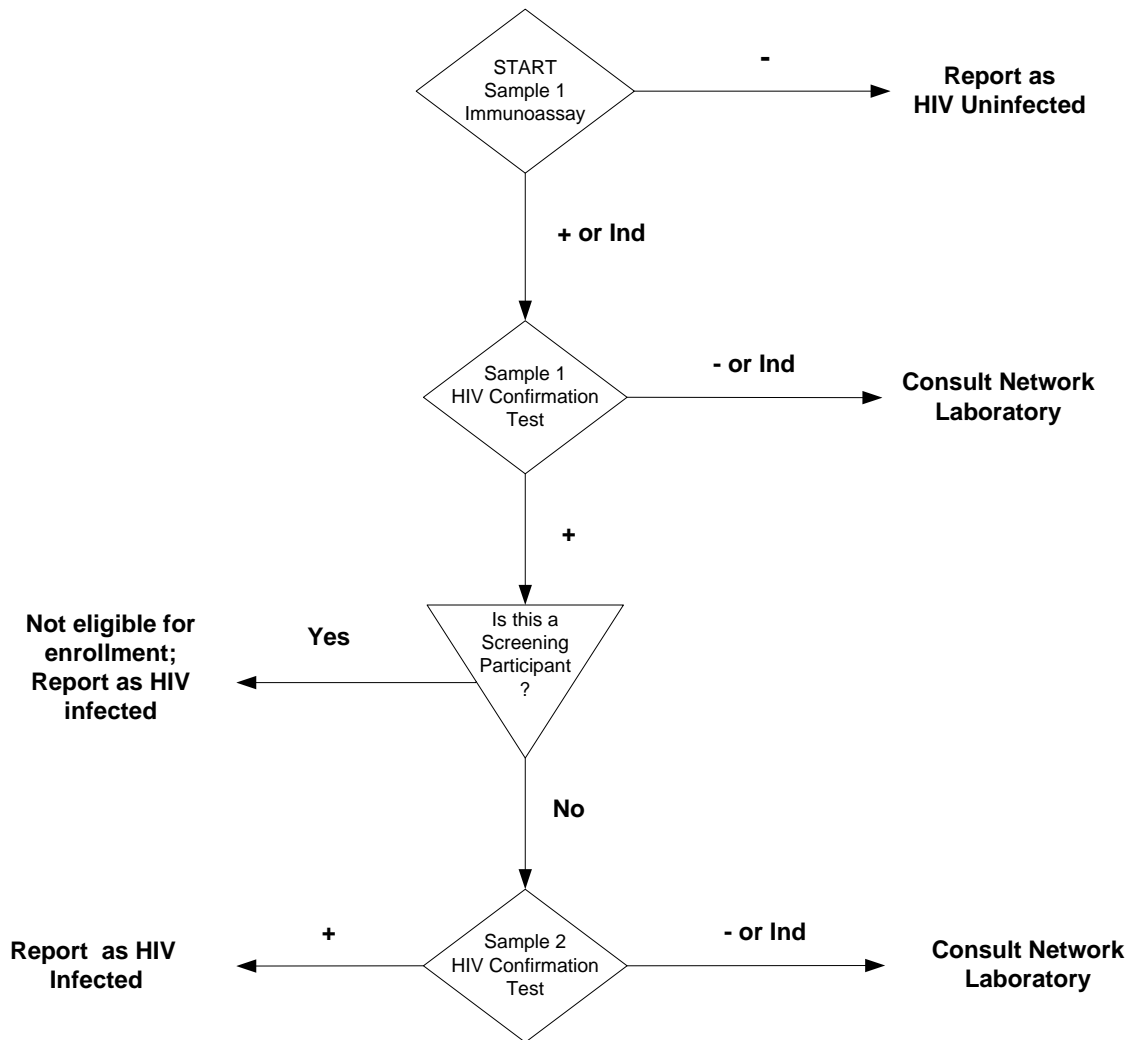 START
Sample 1
Immunoassay
-
Report as
HIV Uninfected
+ or Ind
Sample 1
HIV Confirmation
Test
- or Ind
Consult Network
Laboratory
+
Is this a
Screening
Participant
?
Yes
Not eligible for
enrollment;
Report as HIV
infected
No
Sample 2
HIV Confirmation
Test
+
Report as HIV
Infected
- or Ind
Consult Network
Laboratory